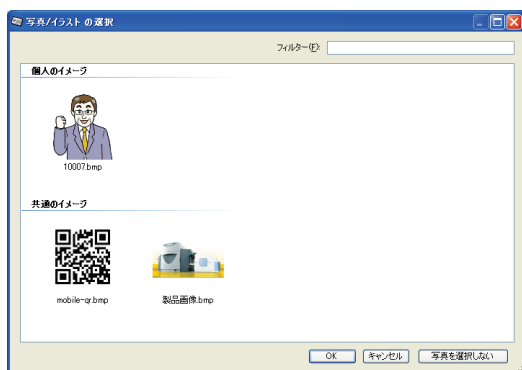 写真/イラスト の選択
フィルター(F):
個人のイメージ
10007.bmp
共通のイメージ
mobile-qr.bmp
製品画像.bmp
OK
キャンセル
写真を選択しない